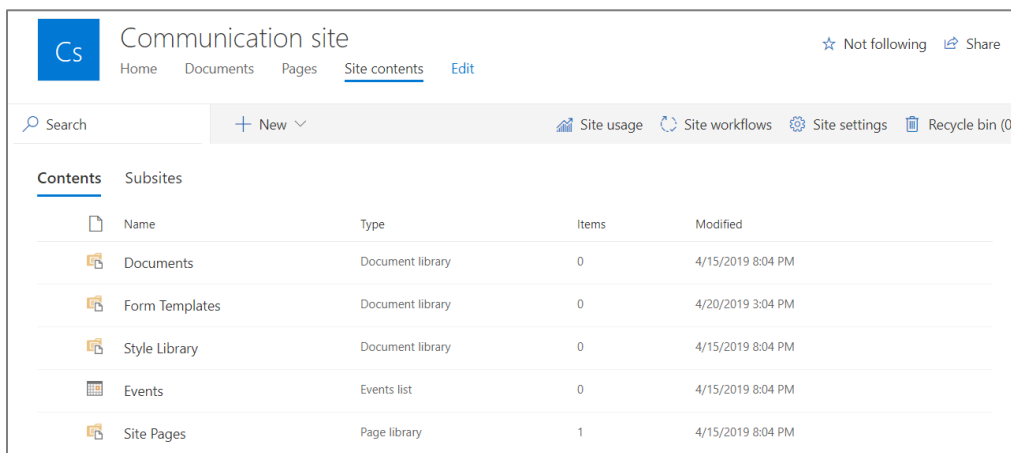 Cs
Communication site
Not following Share
Home Documents Pages Site contents Edit
Search New Site usage Site workflows Site settings Recycle bin (0
Contents Subsites
Name Type Items Modified
Documents Document library 0 4/15/2019 8:04 PM
Form Templates Document library 0 4/20/2019 3:04 PM
Style Library Document library 0 4/15/2019 8:04 PM
Events Events list 0 4/15/2019 8:04 PM
Site Pages Page library 1 4/15/2019 8:04 PM